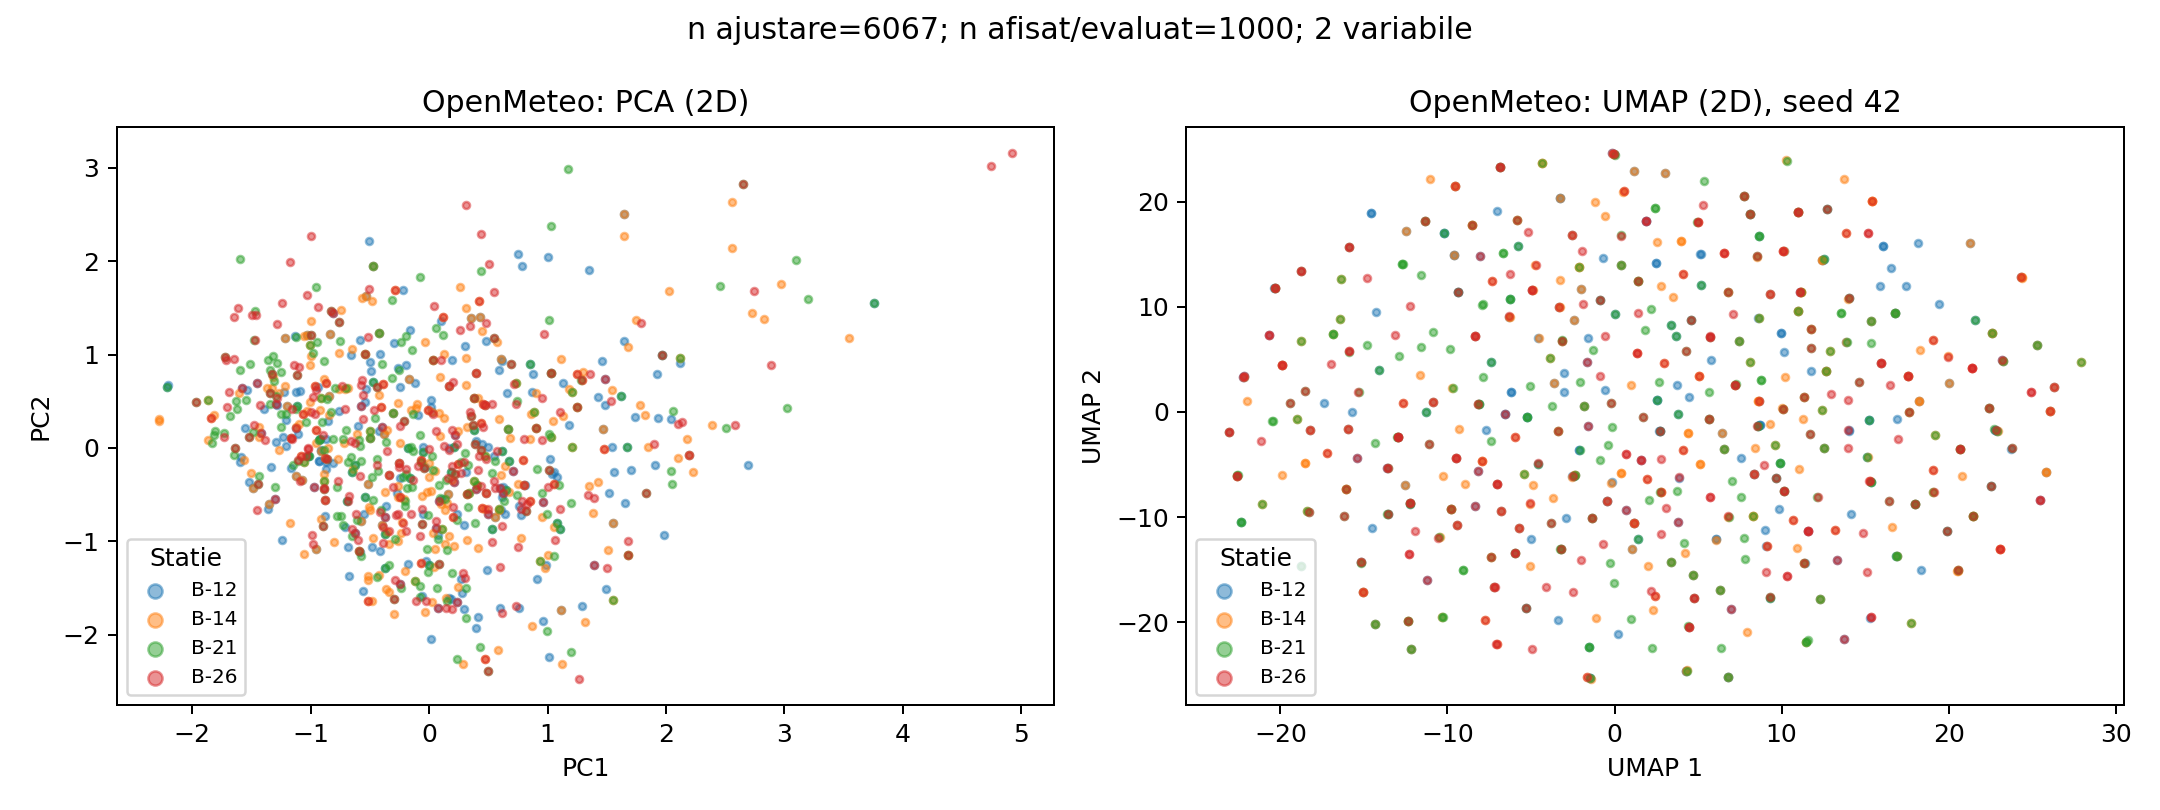 n ajustare=6067; n afisat/evaluat=1000; 2 variabile
OpenMeteo: PCA (2D)
3
2
1
0
−1
−2
PC2
Statie
B-12
B-14
B-21
B-26
−2
−1
0
1
2
3
4
5
PC1
OpenMeteo: UMAP (2D), seed 42
20
10
0
−10
−20
UMAP 2
Statie
B-12
B-14
B-21
B-26
−20
−10
0
10
20
30
UMAP 1